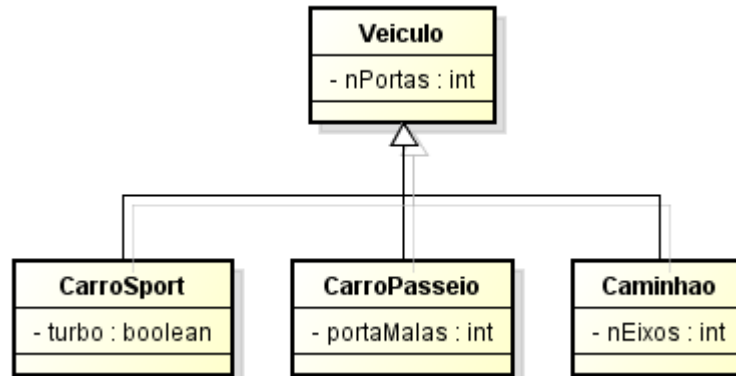 Veiculo
- nPortas : int
CarroSport
- turbo : boolean
CarroPasseio
- portaMalas : int
Caminhao
- nEixos : int